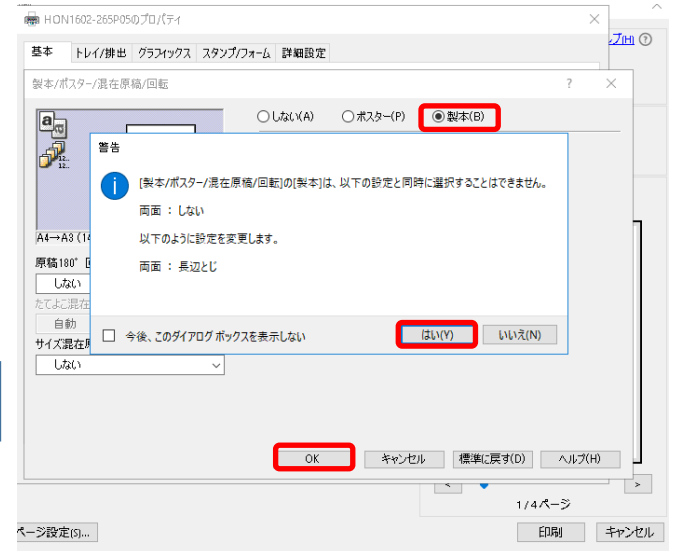 HON1602-265P05のプロパティ
ルプ(H)
基本 トレイ/排出 グラフィックス スタンプ/フォーム 詳細設定
製本/ポスター/混在原稿/回転
しない(A) ポスター(P) 製本(B)
警告
[製本/ポスター/混在原稿/回転]の[製本]は、以下の設定と同時に選択することはできません。
両面 : しない
以下のように設定を変更します。
両面 : 長辺とじ
今後、このダイアログ ボックスを表示しない
はい(Y) いいえ(N)
A4→A3 (14
原稿180°
しない
たてよこ混在
自動
サイズ混在
しない
OK キャンセル 標準に戻す(D) ヘルプ(H)
< >
1/4ページ
ページ設定(S)... 印刷 キャンセル